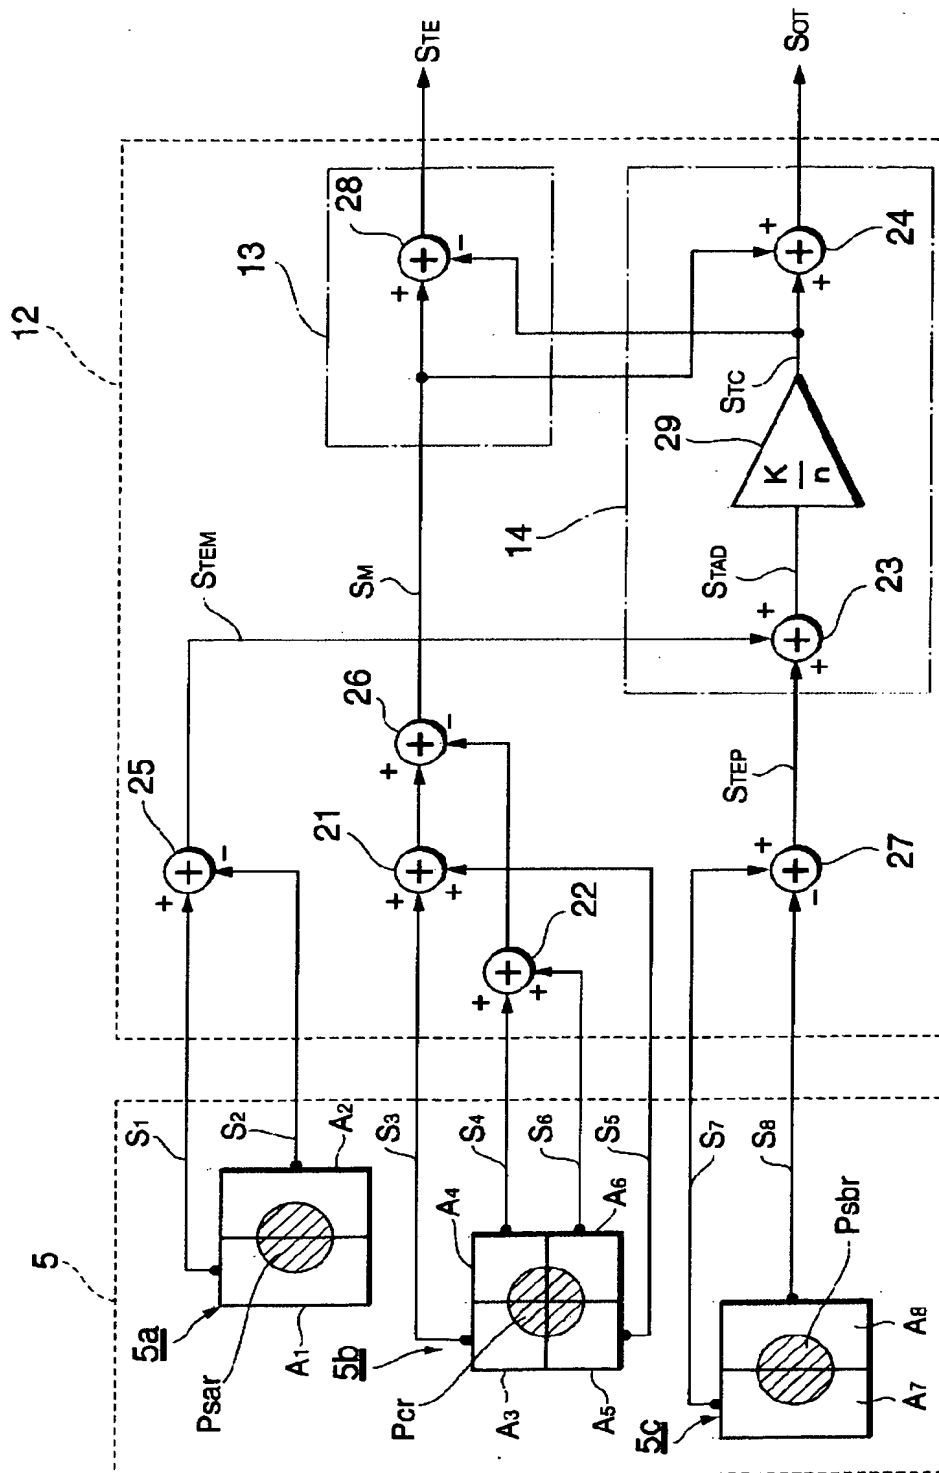 5
12
5a
Psar
A1
A2
S1
S2
25
+
-
STEM
5b
Pcr
A3
A4
A5
A6
S3
S4
S6
S5
21
+
+
22
+
+
26
+
-
SM
13
28
+
-
STE
5c
Psbr
A7
A8
S7
S8
27
+
-
STEP
14
23
+
+
STAD
29
K
n
STC
24
+
+
SOT